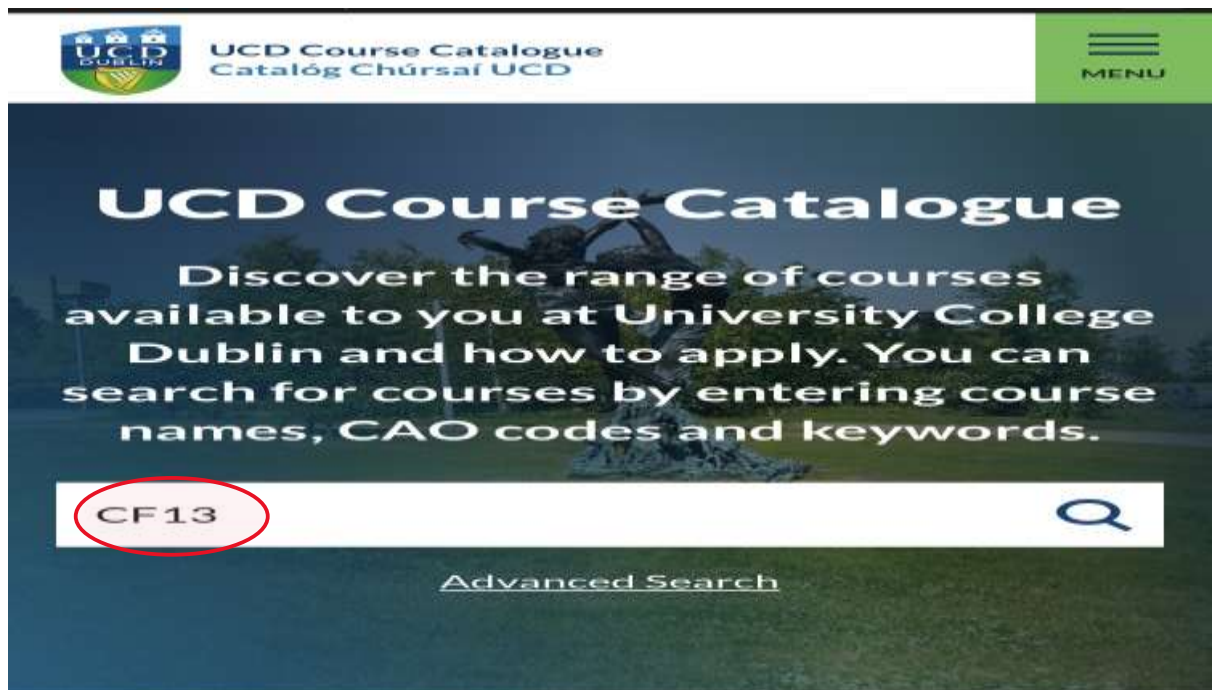 UCD
DUBLIN
UCD Course Catalogue
Catalóg Chúrsaí UCD
MENU
UCD Course Catalogue
Discover the range of courses
available to you at University College
Dublin and how to apply. You can
search for courses by entering course
names, CAO codes and keywords.
CF13
Advanced Search